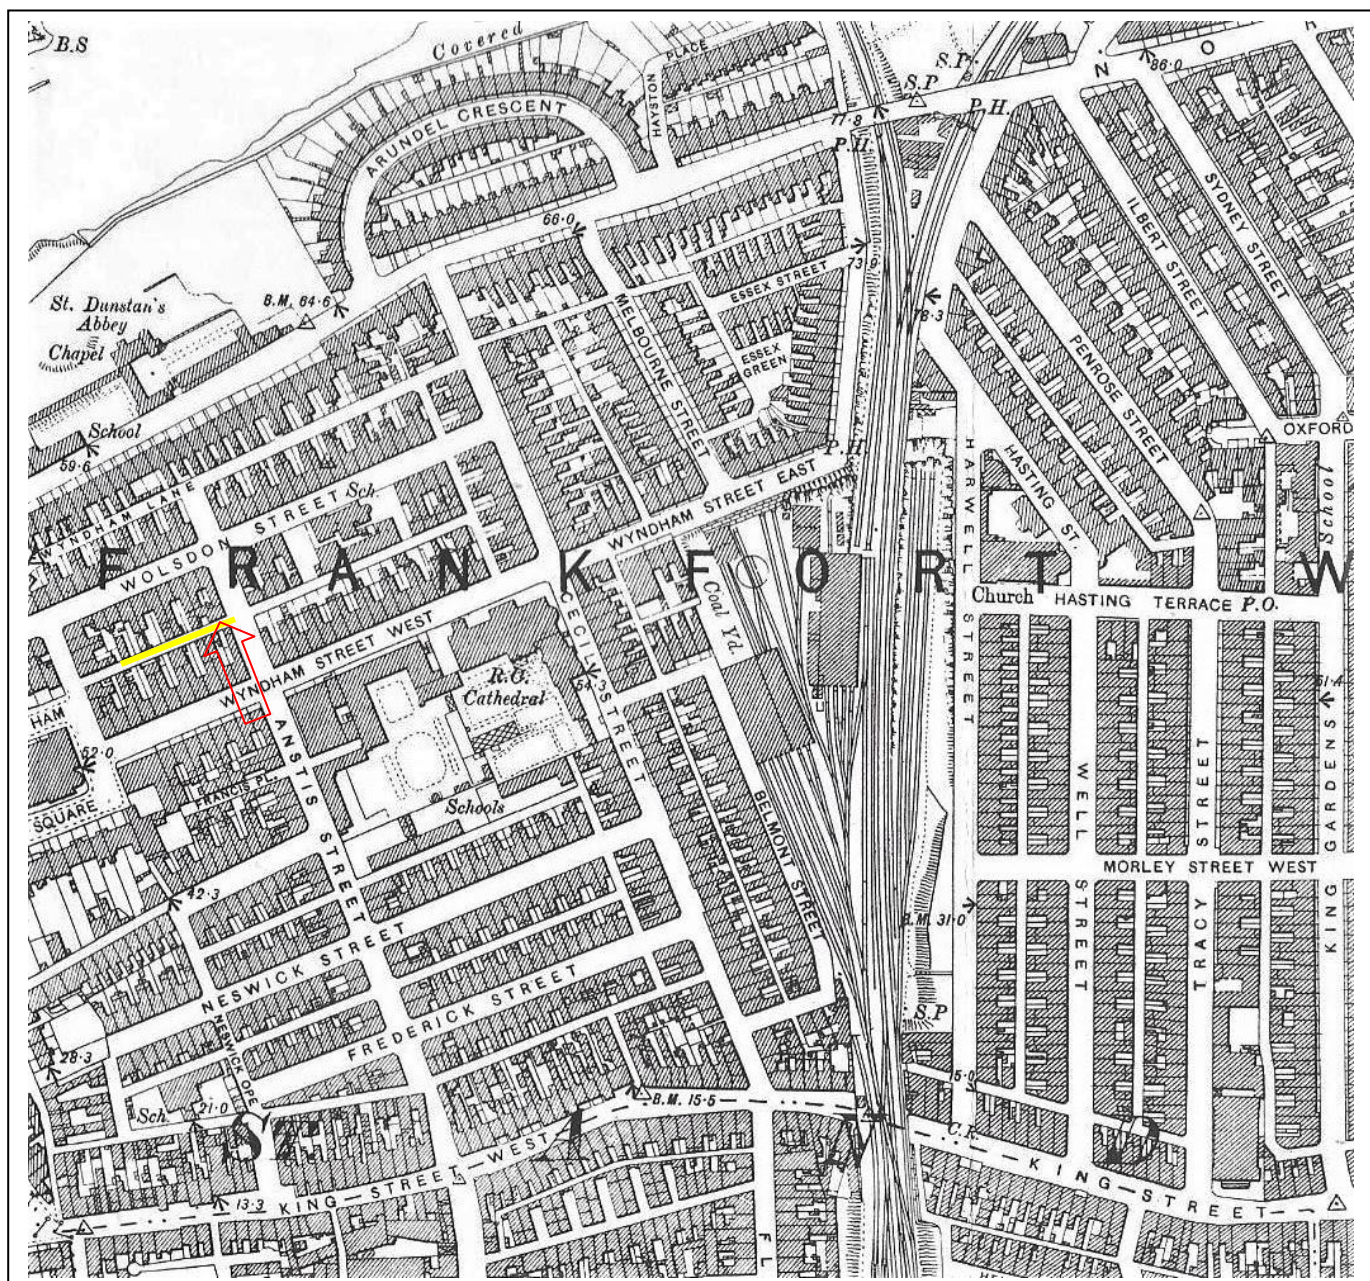 B.S
Covered
PLACE
HAYSTON
ARUNDEL CRESCENT
S.P.
S.P
N O R
86·0
77·8
P.H.
P.H.
66·0
73·9
ESSEX STREET
ILBERT STREET
SYDNEY STREET
St. Dunstan's
Abbey
Chapel
B.M. 64·6
MELBOURNE STREET
78·3
ESSEX
GREEN
PENROSE STREET
School
59·6
P.H.
OXFORD
HASTING ST.
HARWELL STREET
School
WYNDHAM LANE
WOLSDON STREET
Sch.
WYNDHAM STREET EAST
F R A N K F O R T W
Coal Yd.
Church
HASTING TERRACE P.O.
CECIL STREET
WYNDHAM STREET WEST
R.C.
Cathedral
HAM
52·0
SQUARE
FRANCIS PL.
ANSTIS STREET
Schools
BELMONT STREET
WELL STREET
TRACY STREET
KING GARDENS
51·4
MORLEY STREET WEST
42·3
B.M. 31·0
NESWICK STREET
FREDERICK STREET
NESWICK OPE
S.P
28·3
Sch.
21·0
B.M. 15·5
15·0
ST A N D
KING STREET WEST
KING STREET
13·3
FL